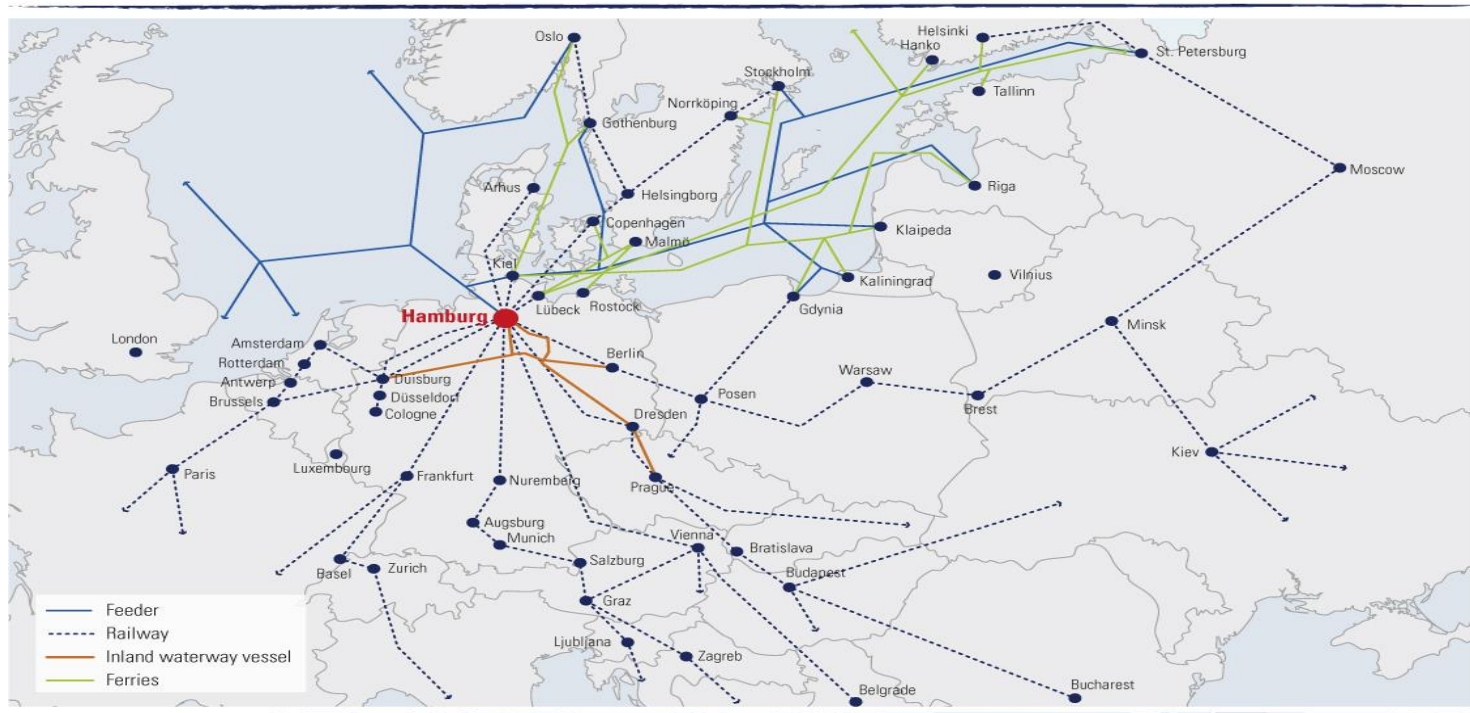 Oslo
Helsinki
Hanko
St. Petersburg
Stockholm
Tallinn
Norrköping
Gothenburg
Moscow
Arhus
Helsingborg
Riga
Copenhagen
Malmö
Klaipeda
Kiel
Kaliningrad
Vilnius
Lübeck
Rostock
Gdynia
Hamburg
Minsk
London
Amsterdam
Rotterdam
Berlin
Antwerp
Duisburg
Warsaw
Brussels
Düsseldorf
Posen
Cologne
Brest
Dresden
Luxembourg
Kiev
Paris
Frankfurt
Nuremberg
Prague
Augsburg
Munich
Vienna
Bratislava
Basel
Zurich
Salzburg
Budapest
Graz
Ljubljana
Zagreb
Belgrade
Bucharest
Feeder
Railway
Inland waterway vessel
Ferries